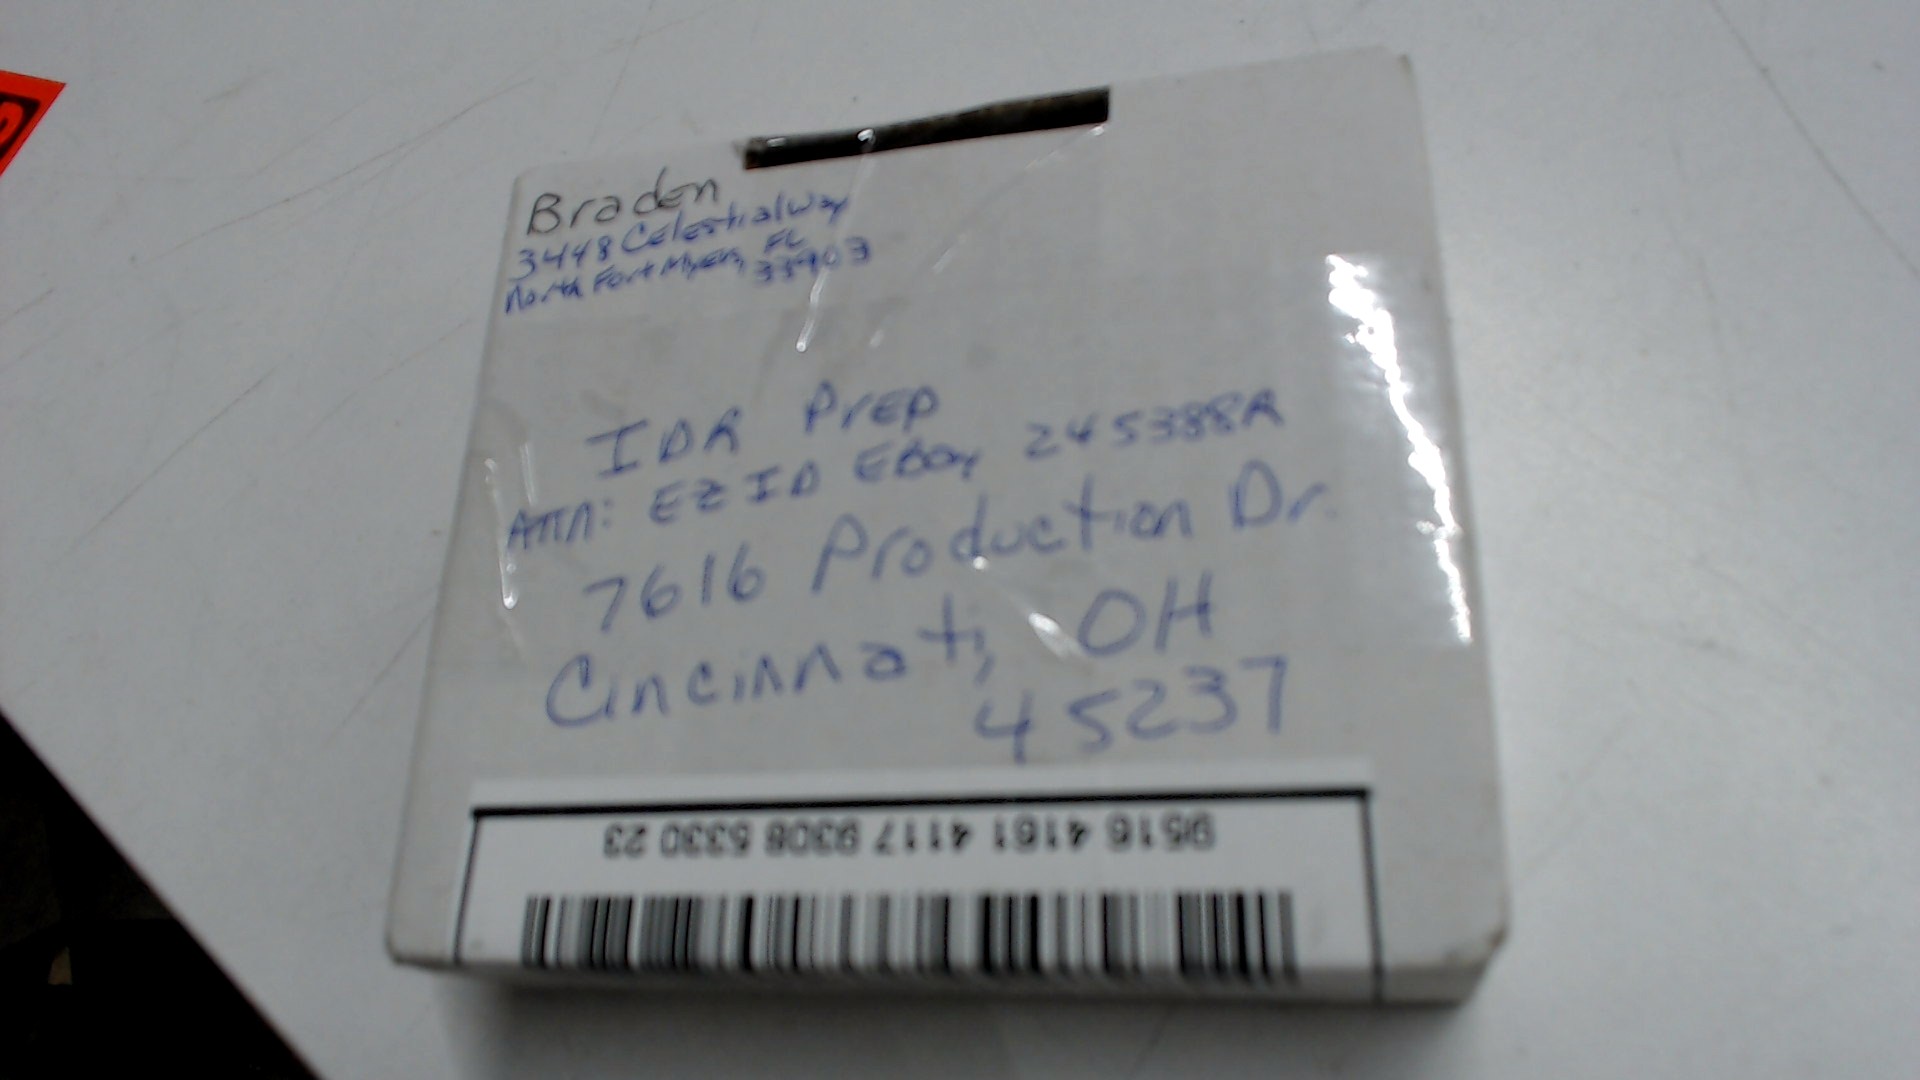 Braden
3448 Celestial Way
North Fort Myers, FL
33903
IDR Prep
ATTN: EZ ID EBay 245388R
7616 Production Dr.
Cincinnati, OH
45237
9516 4161 4117 9308 5330 23